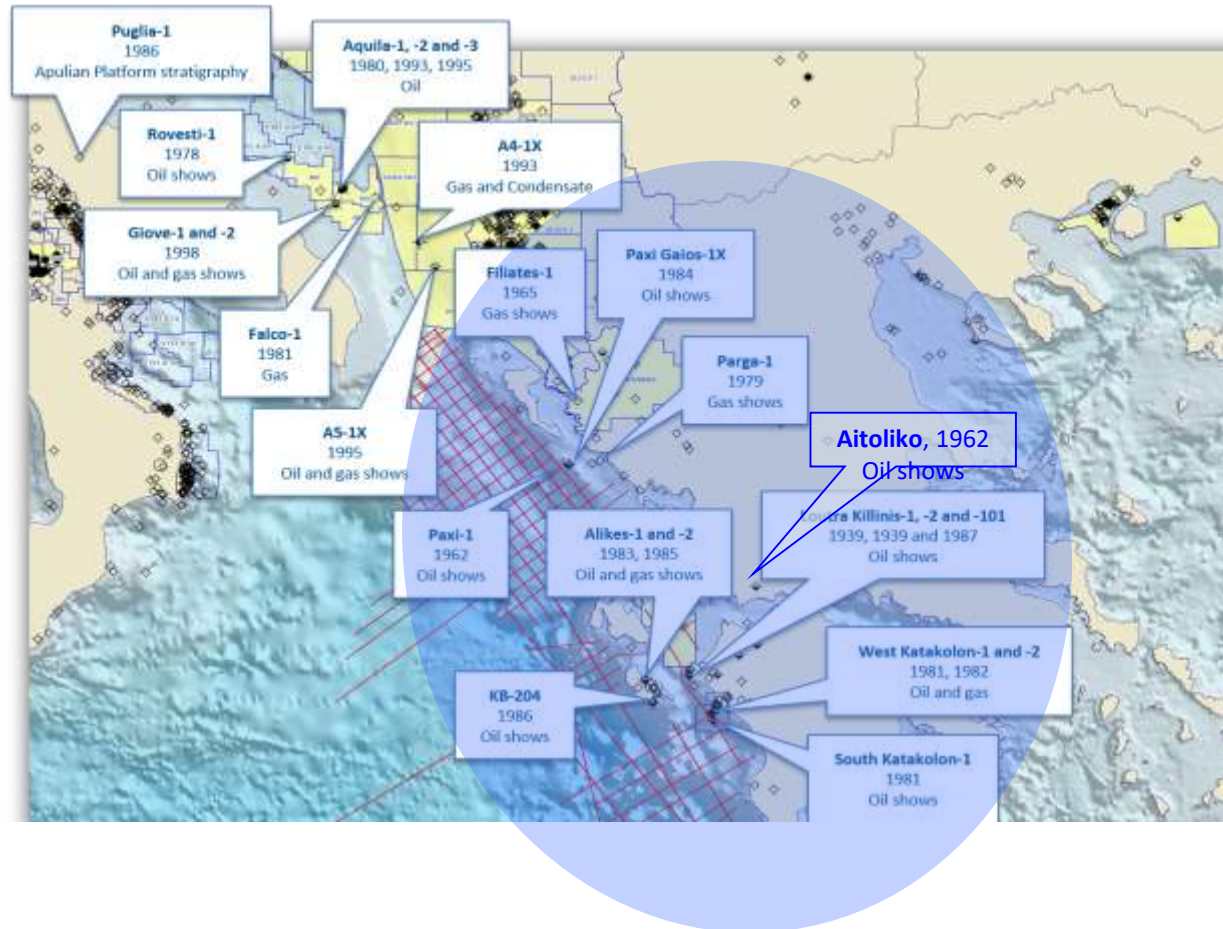 Puglia-1
1986
Apulian Platform stratigraphy
Aquila-1, -2 and -3
1980, 1993, 1995
Oil
Rovesti-1
1978
Oil shows
A4-1X
1993
Gas and Condensate
Giove-1 and -2
1998
Oil and gas shows
Filiates-1
1965
Gas shows
Paxi Gaios-1X
1984
Oil shows
Falco-1
1981
Gas
Parga-1
1979
Gas shows
A5-1X
1995
Oil and gas shows
Aitoliko, 1962
Oil shows
Paxi-1
1962
Oil shows
Alikes-1 and -2
1983, 1985
Oil and gas shows
Loutra Killinis-1, -2 and -101
1939, 1939 and 1987
Oil shows
West Katakolon-1 and -2
1981, 1982
Oil and gas
KB-204
1986
Oil shows
South Katakolon-1
1981
Oil shows